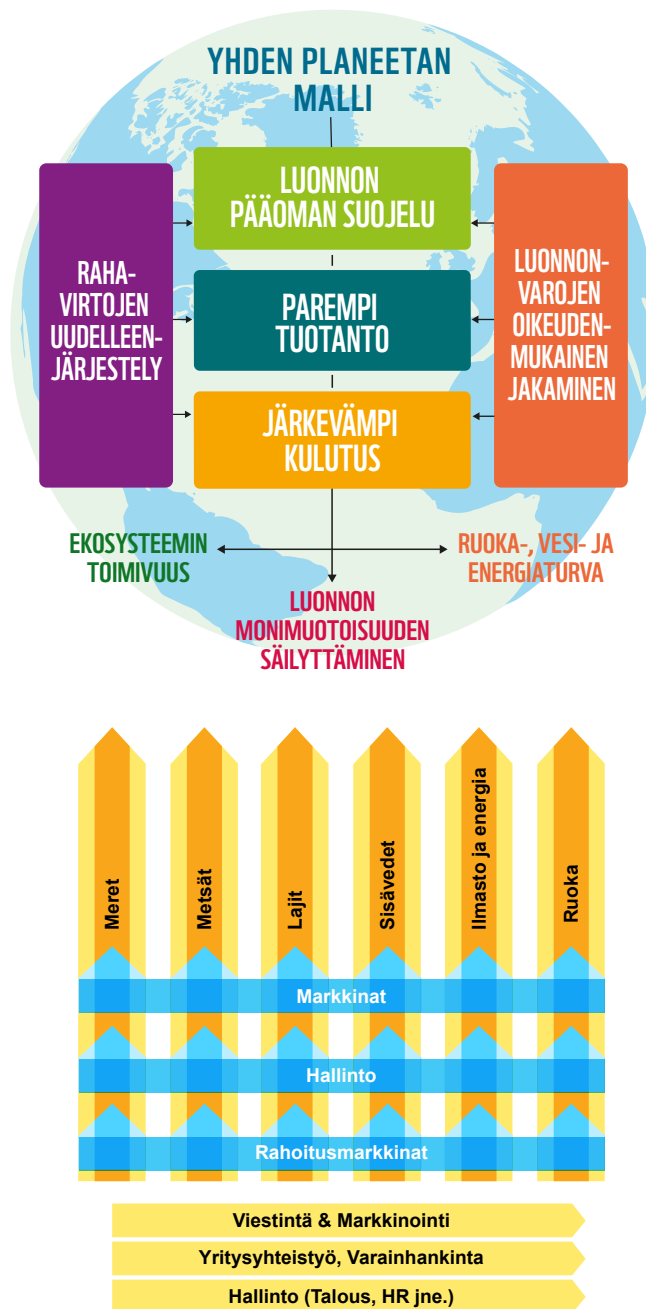 YHDEN PLANEETAN
MALLI
LUONNON
PÄÄOMAN SUOJELU
RAHA-
VIRTOJEN
UUDELLEEN-
JÄRJESTELY
PAREMPI
TUOTANTO
LUONNON-
VAROJEN
OIKEUDEN-
MUKAINEN
JAKAMINEN
JÄRKEVÄMPI
KULUTUS
EKOSYSTEEMIN
TOIMIVUUS
RUOKA-, VESI- JA
ENERGIATURVA
LUONNON
MONIMUOTOISUUDEN
SÄILYTTÄMINEN
Meret
Metsät
Lajit
Sisävedet
Ilmasto ja energia
Ruoka
Markkinat
Hallinto
Rahoitusmarkkinat
Viestintä & Markkinointi
Yritysyhteistyö, Varainhankinta
Hallinto (Talous, HR jne.)